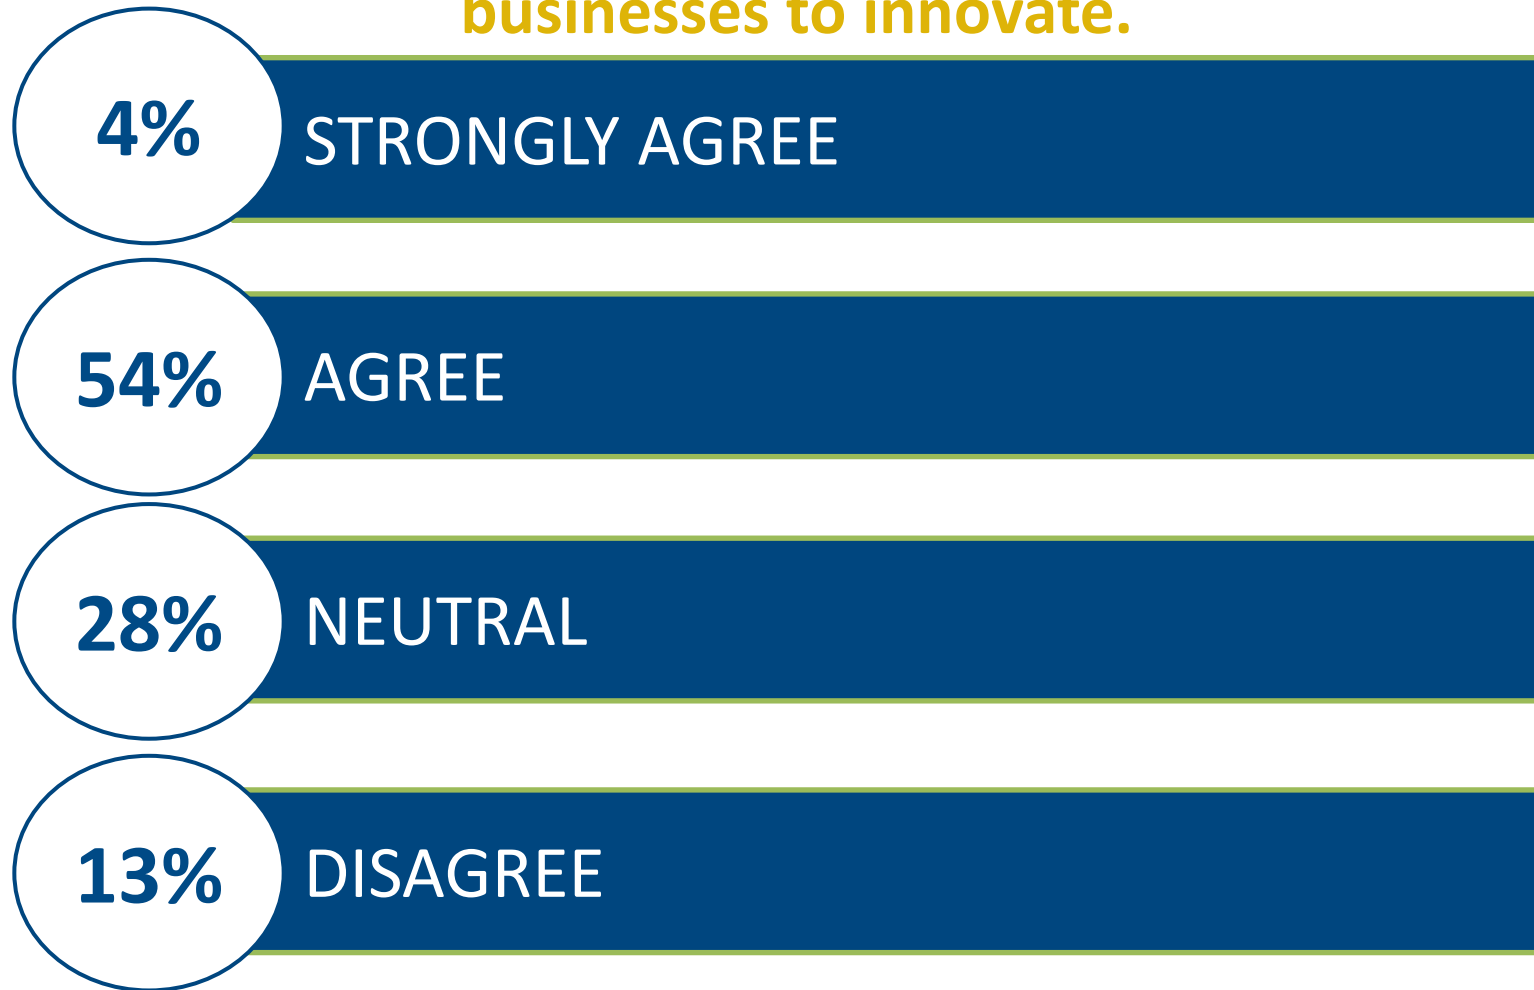 businesses to innovate.
4% STRONGLY AGREE
54% AGREE
28% NEUTRAL
13% DISAGREE